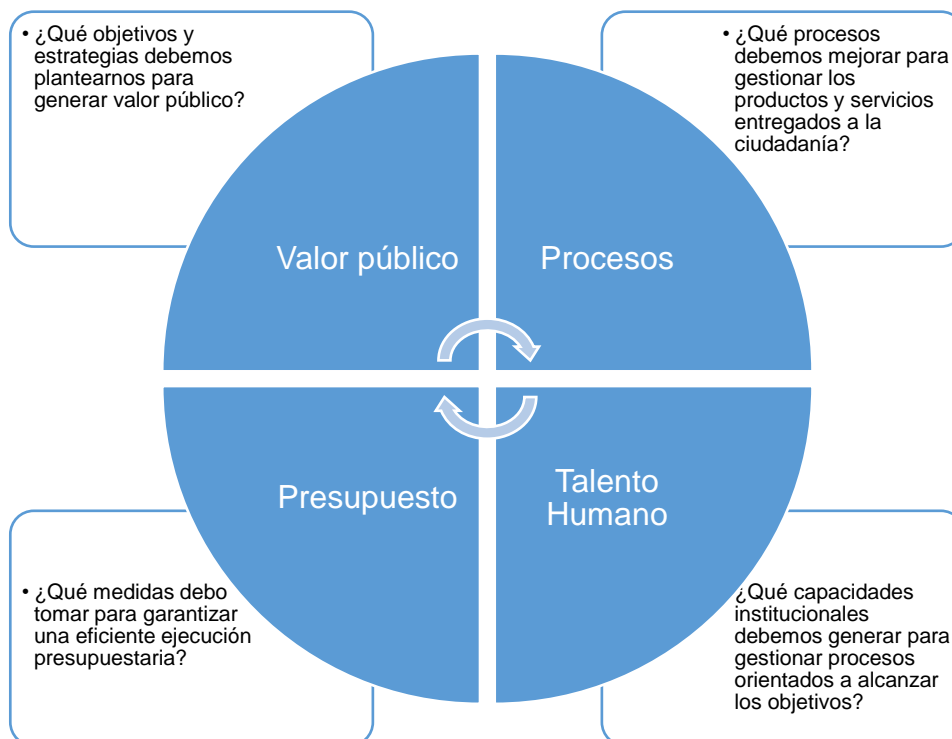 • ¿Qué objetivos y
estrategias debemos
plantearnos para
generar valor público?
• ¿Qué procesos
debemos mejorar para
gestionar los
productos y servicios
entregados a la
ciudadanía?
Valor público
Procesos
Presupuesto
Talento
Humano
• ¿Qué medidas debo
tomar para garantizar
una eficiente ejecución
presupuestaria?
¿Qué capacidades
institucionales
debemos generar para
gestionar procesos
orientados a alcanzar
los objetivos?